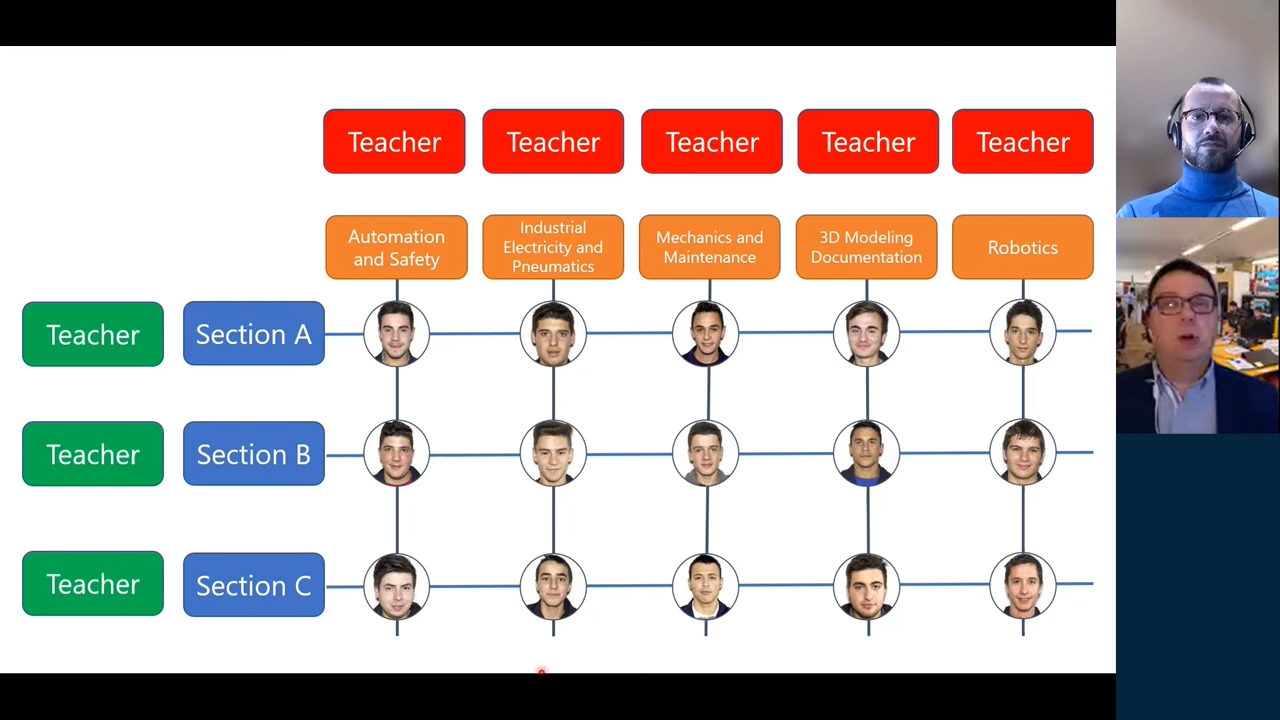 Teacher
Teacher
Teacher
Teacher
Teacher
Automation
and Safety
Industrial
Electricity and
Pneumatics
Mechanics and
Maintenance
3D Modeling
Documentation
Robotics
Teacher
Section A
Teacher
Section B
Teacher
Section C